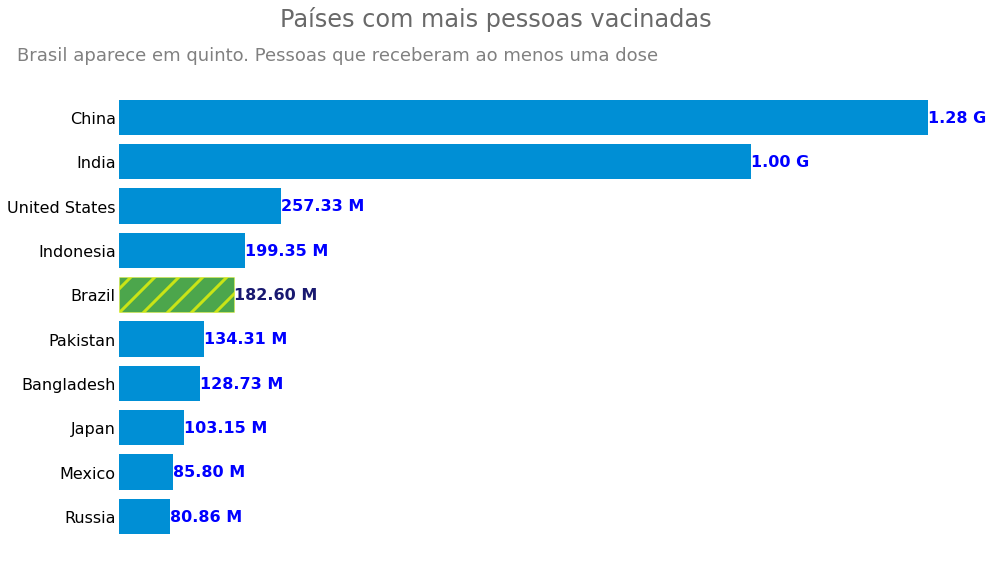 Países com mais pessoas vacinadas
Brasil aparece em quinto. Pessoas que receberam ao menos uma dose
China 1.28 G
India 1.00 G
United States 257.33 M
Indonesia 199.35 M
Brazil 182.60 M
Pakistan 134.31 M
Bangladesh 128.73 M
Japan 103.15 M
Mexico 85.80 M
Russia 80.86 M